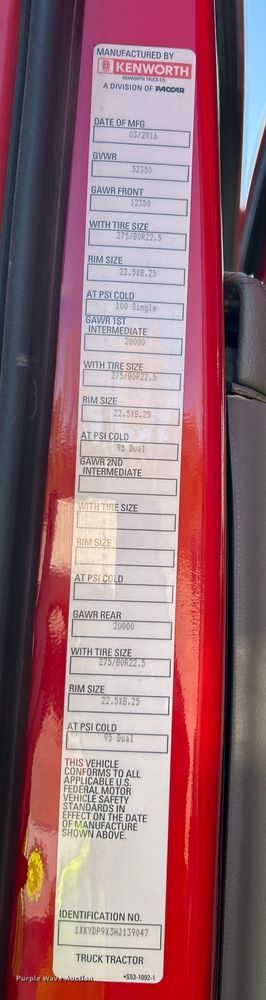 MANUFACTURED BY
KENWORTH
KENWORTH TRUCK CO.
A DIVISION OF PACCAR
DATE OF MFG
03/2016
GVWR
52350
GAWR FRONT
12350
WITH TIRE SIZE
275/80R22.5
RIM SIZE
22.5X8.25
AT PSI COLD
100 Single
GAWR 1ST
INTERMEDIATE
20000
WITH TIRE SIZE
275/80R22.5
RIM SIZE
22.5X8.25
AT PSI COLD
95 Dual
GAWR 2ND
INTERMEDIATE
WITH TIRE SIZE
RIM SIZE
AT PSI COLD
GAWR REAR
20000
WITH TIRE SIZE
275/80R22.5
RIM SIZE
22.5X8.25
AT PSI COLD
95 Dual
THIS VEHICLE
CONFORMS TO ALL
APPLICABLE U.S.
FEDERAL MOTOR
VEHICLE SAFETY
STANDARDS IN
EFFECT ON THE DATE
OF MANUFACTURE
SHOWN ABOVE.
IDENTIFICATION NO.
1XKYDP9X3HJ139047
TRUCK TRACTOR
•S53-1092-1
Purple Wave Auction